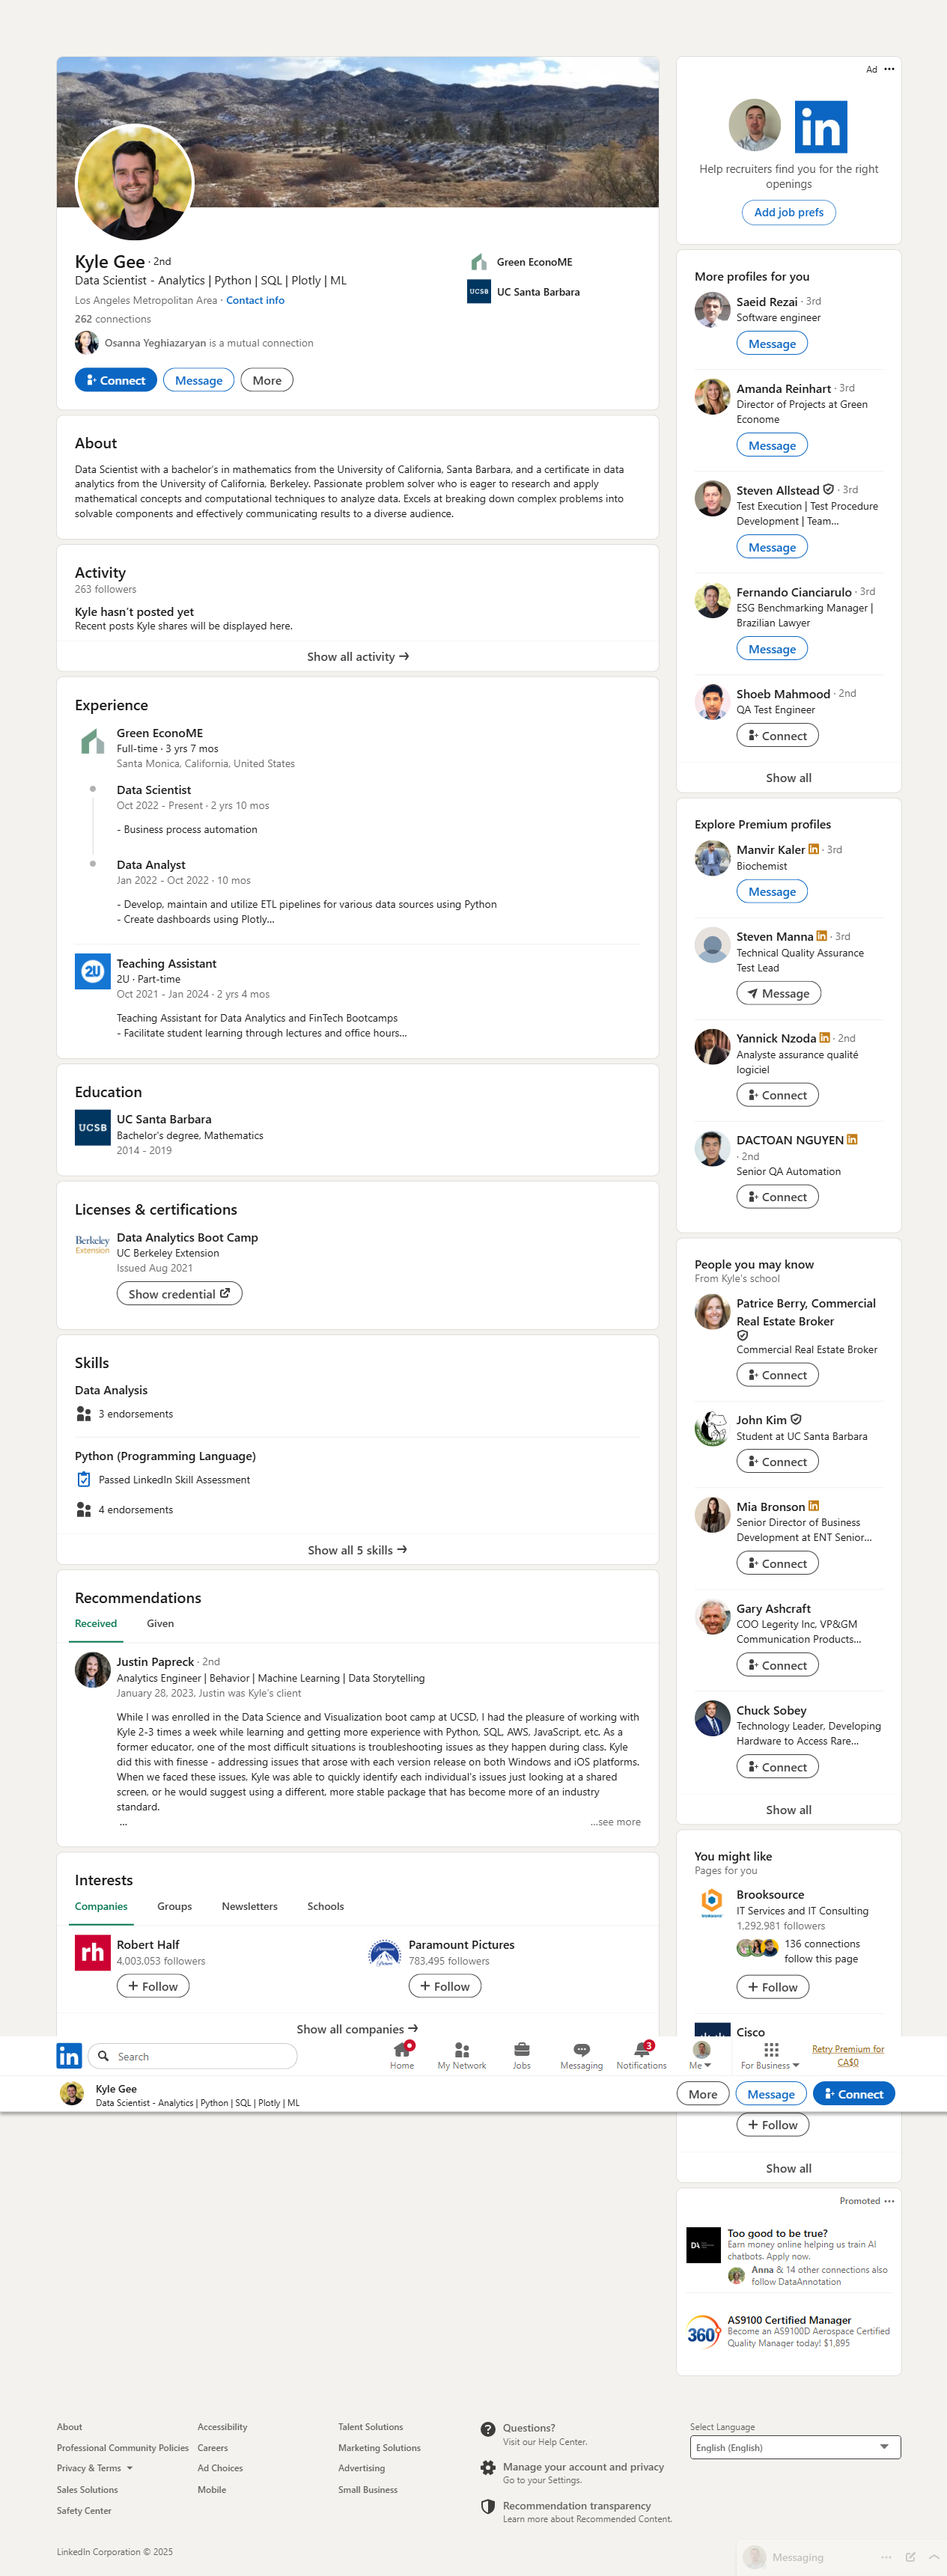 Kyle Gee · 2nd
Data Scientist - Analytics | Python | SQL | Plotly | ML
Los Angeles Metropolitan Area · Contact info
262 connections
Osanna Yeghiazaryan is a mutual connection
Connect
Message
More
Green EconoME
UCSB
UC Santa Barbara
About
Data Scientist with a bachelor's in mathematics from the University of California, Santa Barbara, and a certificate in data
analytics from the University of California, Berkeley. Passionate problem solver who is eager to research and apply
mathematical concepts and computational techniques to analyze data. Excels at breaking down complex problems into
solvable components and effectively communicating results to a diverse audience.
Activity
263 followers
Kyle hasn't posted yet
Recent posts Kyle shares will be displayed here.
Show all activity →
Experience
Green EconoME
Full-time · 3 yrs 7 mos
Santa Monica, California, United States
Data Scientist
Oct 2022 - Present · 2 yrs 10 mos
- Business process automation
Data Analyst
Jan 2022 - Oct 2022 · 10 mos
- Develop, maintain and utilize ETL pipelines for various data sources using Python
- Create dashboards using Plotly...
2U
Teaching Assistant
2U · Part-time
Oct 2021 - Jan 2024 · 2 yrs 4 mos
Teaching Assistant for Data Analytics and FinTech Bootcamps
- Facilitate student learning through lectures and office hours...
Education
UCSB
UC Santa Barbara
Bachelor's degree, Mathematics
2014 - 2019
Licenses & certifications
Berkeley
Extension
Data Analytics Boot Camp
UC Berkeley Extension
Issued Aug 2021
Show credential
Skills
Data Analysis
3 endorsements
Python (Programming Language)
Passed LinkedIn Skill Assessment
4 endorsements
Show all 5 skills →
Recommendations
Received
Given
Justin Papreck · 2nd
Analytics Engineer | Behavior | Machine Learning | Data Storytelling
January 28, 2023, Justin was Kyle's client
While I was enrolled in the Data Science and Visualization boot camp at UCSD, I had the pleasure of working with
Kyle 2-3 times a week while learning and getting more experience with Python, SQL, AWS, JavaScript, etc. As a
former educator, one of the most difficult situations is troubleshooting issues as they happen during class. Kyle
did this with finesse - addressing issues that arose with each version release on both Windows and iOS platforms.
When we faced these issues, Kyle was able to quickly identify each individual's issues just looking at a shared
screen, or he would suggest using a different, more stable package that has become more of an industry
standard.
...
...see more
Interests
Companies
Groups
Newsletters
Schools
rh
Robert Half
4,003,053 followers
+ Follow
Paramount Pictures
783,495 followers
+ Follow
Show all companies →
Ad
in
Help recruiters find you for the right
openings
Add job prefs
More profiles for you
Saeid Rezai · 3rd
Software engineer
Message
Amanda Reinhart · 3rd
Director of Projects at Green
Econome
Message
Steven Allstead · 3rd
Test Execution | Test Procedure
Development | Team...
Message
Fernando Cianciarulo · 3rd
ESG Benchmarking Manager |
Brazilian Lawyer
Message
Shoeb Mahmood · 2nd
QA Test Engineer
Connect
Show all
Explore Premium profiles
Manvir Kaler in · 3rd
Biochemist
Message
Steven Manna in · 3rd
Technical Quality Assurance
Test Lead
Message
Yannick Nzoda in · 2nd
Analyste assurance qualité
logiciel
Connect
DACTOAN NGUYEN in
· 2nd
Senior QA Automation
Connect
People you may know
From Kyle's school
Patrice Berry, Commercial
Real Estate Broker
Commercial Real Estate Broker
Connect
John Kim
Student at UC Santa Barbara
Connect
Mia Bronson in
Senior Director of Business
Development at ENT Senior...
Connect
Gary Ashcraft
COO Legerity Inc, VP&GM
Communication Products...
Connect
Chuck Sobey
Technology Leader, Developing
Hardware to Access Rare...
Connect
Show all
You might like
Pages for you
Brooksource
IT Services and IT Consulting
1,292,981 followers
136 connections
follow this page
+ Follow
Cisco
in
Search
Home
My Network
Jobs
Messaging
3
Notifications
Me
For Business
Retry Premium for
CA$0
Kyle Gee
Data Scientist - Analytics | Python | SQL | Plotly | ML
More
Message
Connect
+ Follow
Show all
Promoted
Too good to be true?
Earn money online helping us train AI
chatbots. Apply now.
Anna & 14 other connections also
follow DataAnnotation
360
AS9100 Certified Manager
Become an AS9100D Aerospace Certified
Quality Manager today! $1,895
About
Accessibility
Talent Solutions
Professional Community Policies
Careers
Marketing Solutions
Privacy & Terms
Ad Choices
Advertising
Sales Solutions
Mobile
Small Business
Safety Center
Questions?
Visit our Help Center.
Manage your account and privacy
Go to your Settings.
Recommendation transparency
Learn more about Recommended Content.
Select Language
English (English)
LinkedIn Corporation © 2025
Messaging